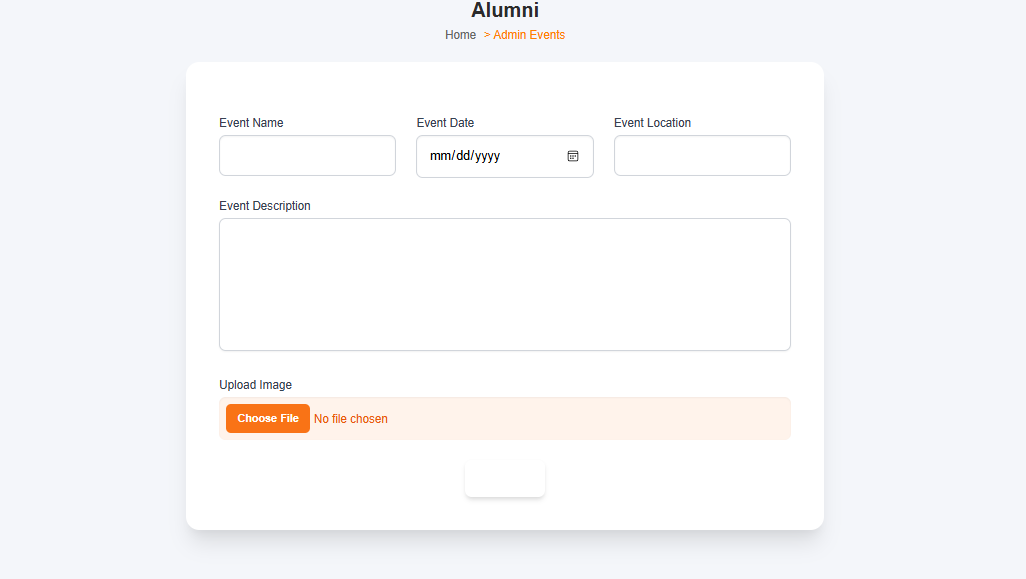 Alumni
Home > Admin Events
Event Name
Event Date
Event Location
mm/dd/yyyy
Event Description
Upload Image
Choose File No file chosen